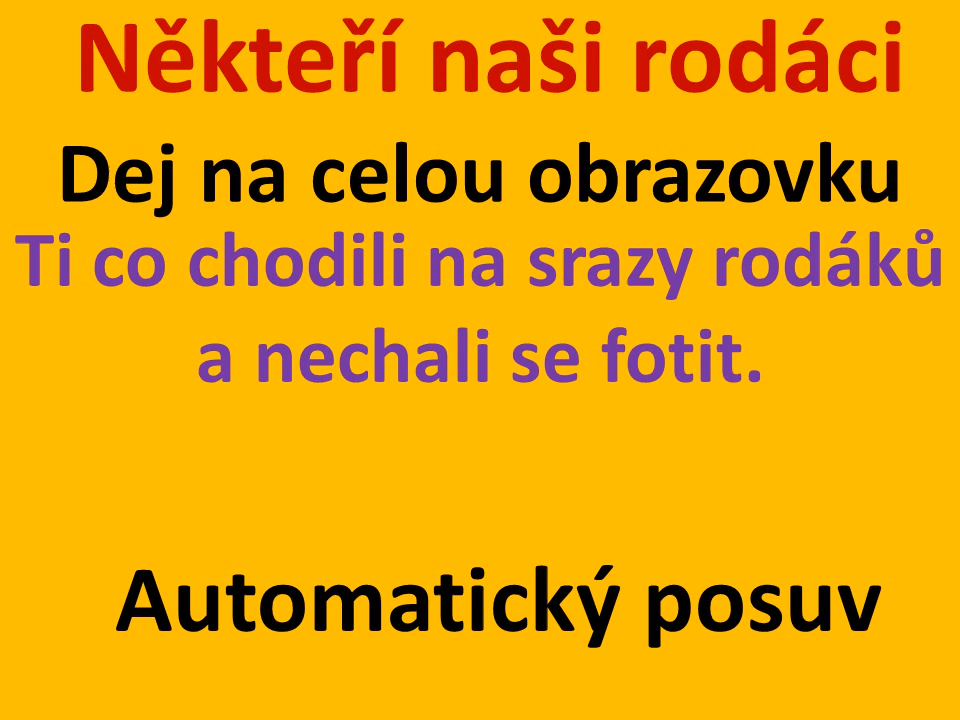 Někteří naši rodáci
Dej na celou obrazovku
Ti co chodili na srazy rodáků
a nechali se fotit.
Automatický posuv